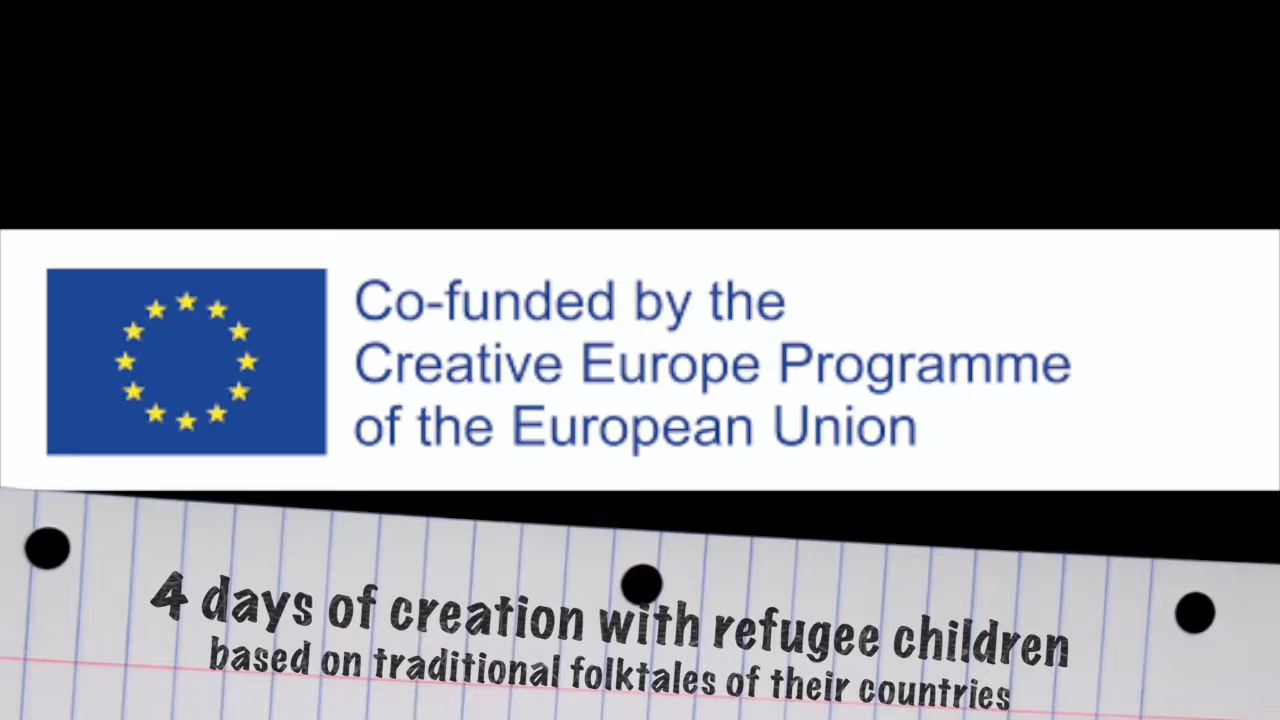 Co-funded by the
Creative Europe Programme
of the European Union
4 days of creation with refugee children
based on traditional folktales of their countries